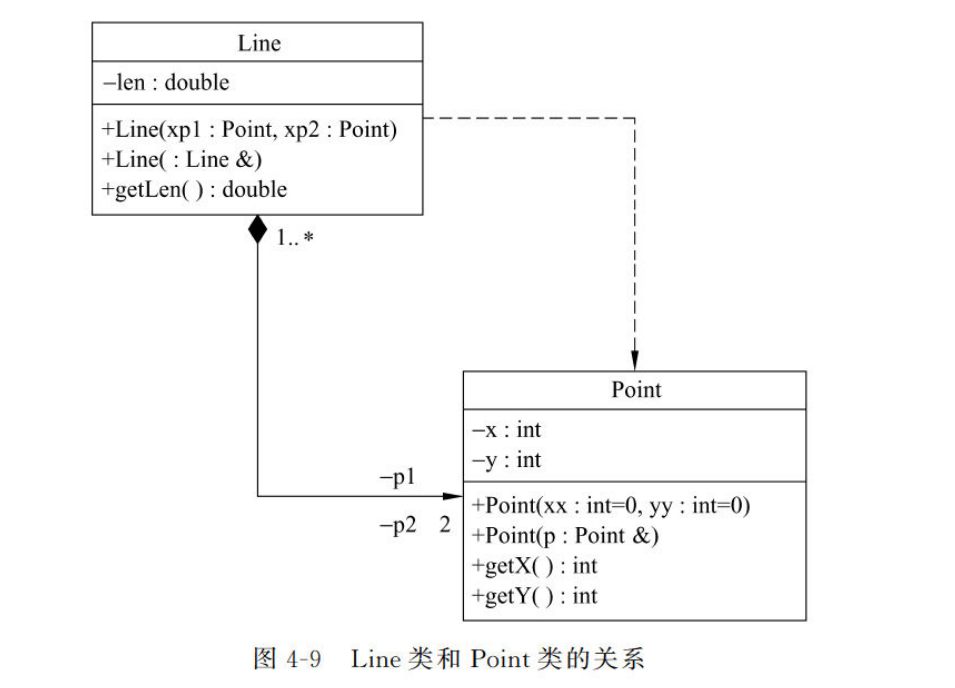 Line
–len : double
+Line(xp1 : Point, xp2 : Point)
+Line( : Line &)
+getLen( ) : double
1..*
Point
–x : int
–y : int
–p1
–p2 2
+Point(xx : int=0, yy : int=0)
+Point(p : Point &)
+getX( ) : int
+getY( ) : int
图 4-9 Line 类和 Point 类的关系